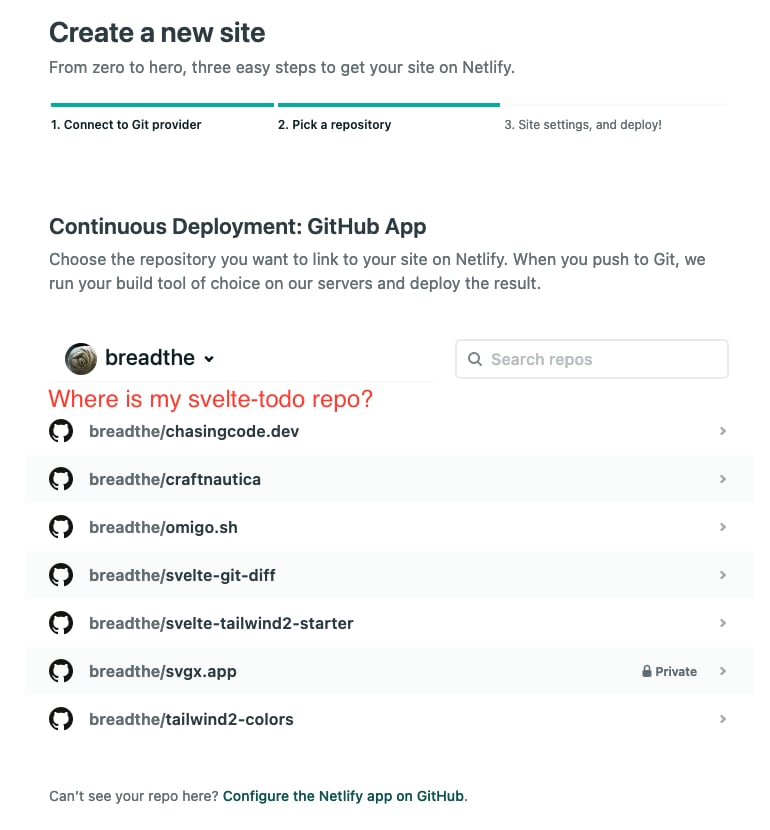 Create a new site
From zero to hero, three easy steps to get your site on Netlify.
1. Connect to Git provider
2. Pick a repository
3. Site settings, and deploy!
Continuous Deployment: GitHub App
Choose the repository you want to link to your site on Netlify. When you push to Git, we
run your build tool of choice on our servers and deploy the result.
breadthe
Search repos
Where is my svelte-todo repo?
breadthe/chasingcode.dev
breadthe/craftnautica
breadthe/omigo.sh
breadthe/svelte-git-diff
breadthe/svelte-tailwind2-starter
breadthe/svgx.app
Private
breadthe/tailwind2-colors
Can't see your repo here? Configure the Netlify app on GitHub.